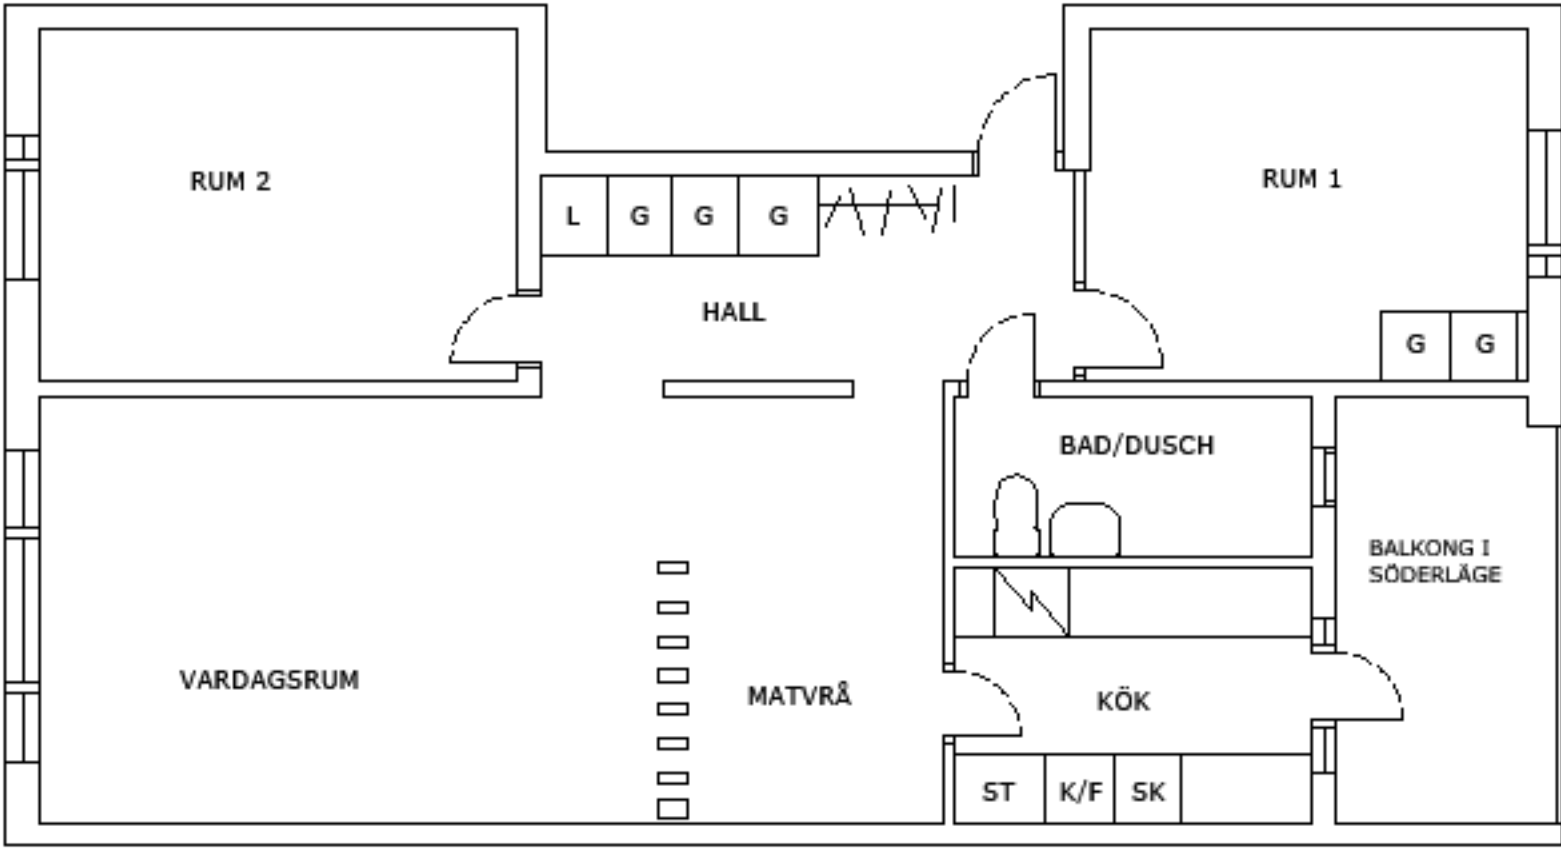 RUM 2
RUM 1
L G G G
HALL
G G
BAD/DUSCH
BALKONG I
SÖDERLÄGE
VARDAGSRUM
MATVRÅ
KÖK
ST K/F SK